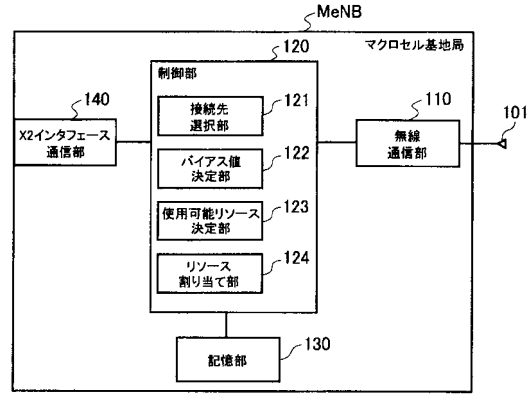 MeNB
マクロセル基地局
120
制御部
140
X2インタフェース
通信部
121
接続先
選択部
122
バイアス値
決定部
123
使用可能リソース
決定部
124
リソース
割り当て部
110
無線
通信部
101
130
記憶部